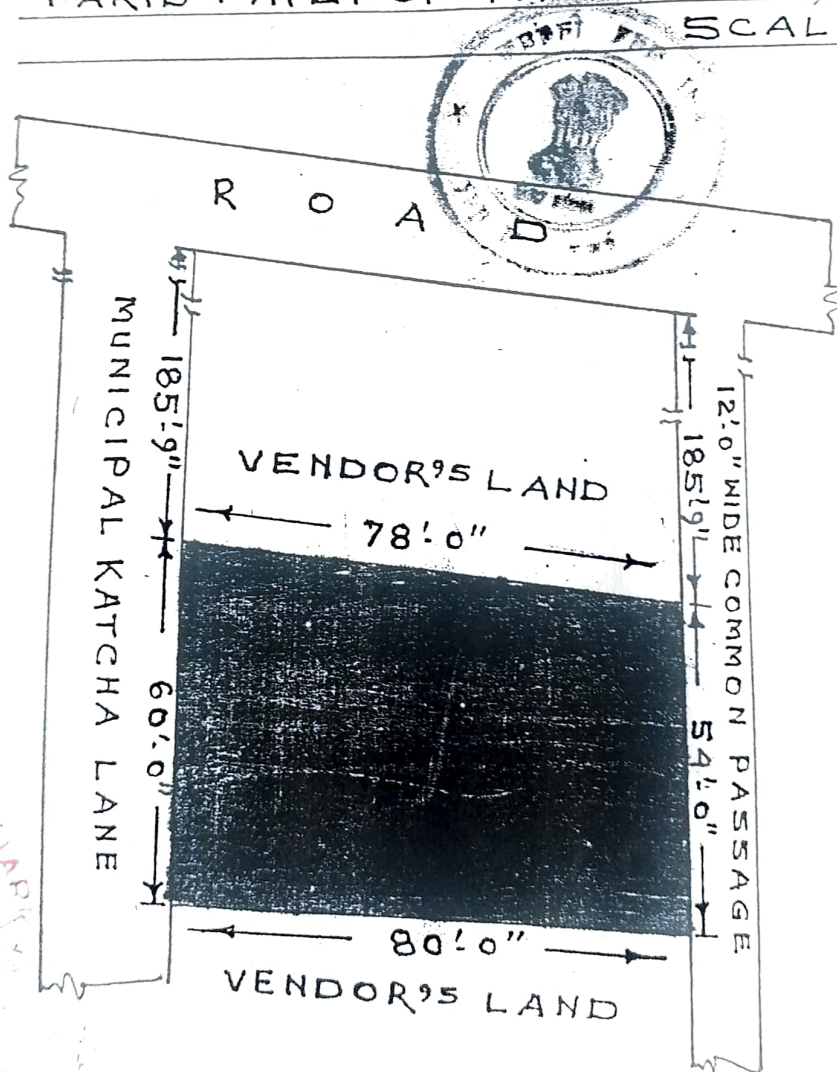 SCAL
ROAD
MUNICIPAL KATCHA LANE
185'-9"
VENDOR'S LAND
78'-0"
185'-9"
12'-0" WIDE COMMON PASSAGE
60'-0"
54'-0"
80'-0"
VENDOR'S LAND